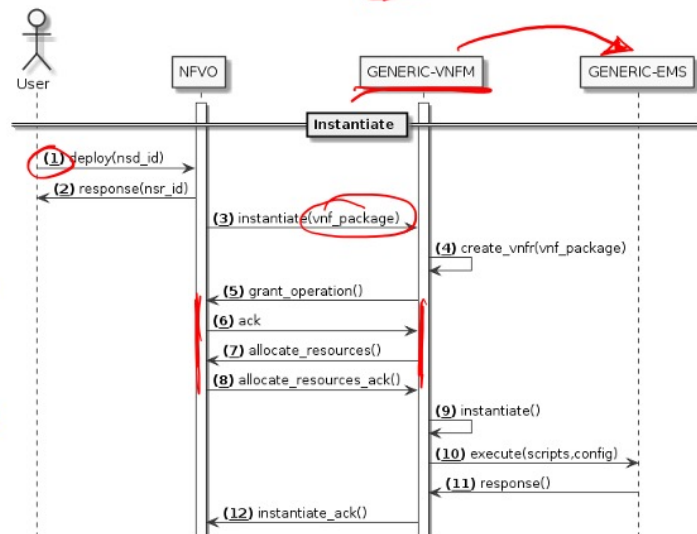 User
NFVO
GENERIC-VNFM
GENERIC-EMS
Instantiate
(1) deploy(nsd_id)
(2) response(nsr_id)
(3) instantiate(vnf_package)
(4) create_vnfr(vnf_package)
(5) grant_operation()
(6) ack
(7) allocate_resources()
(8) allocate_resources_ack()
(9) instantiate()
(10) execute(scripts,config)
(11) response()
(12) instantiate_ack()